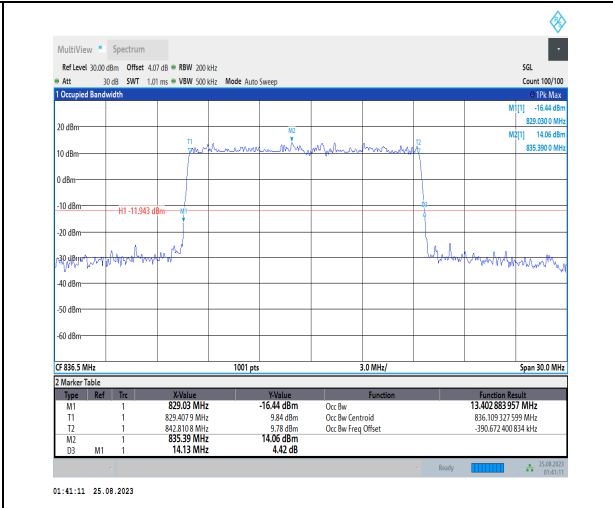 MultiView Spectrum
Ref Level 30.00 dBm Offset 4.07 dB RBW 200 kHz SGL
Att 30 dB SWT 1.01 ms VBW 500 kHz Mode Auto Sweep Count 100/100
1 Occupied Bandwidth 1Pk Max
M1[1] -16.44 dBm
829.030 0 MHz
M2[1] 14.06 dBm
835.390 0 MHz
20 dBm
M2
T1
T2
10 dBm
0 dBm
-10 dBm
H1 -11.943 dBm
M1
D3
-20 dBm
-30 dBm
-40 dBm
-50 dBm
-60 dBm
CF 836.5 MHz 1001 pts 3.0 MHz/ Span 30.0 MHz
2 Marker Table
Type Ref Trc X-Value Y-Value Function Function Result
M1 1 829.03 MHz -16.44 dBm Occ Bw 13.402 883 957 MHz
T1 1 829.407 9 MHz 9.84 dBm Occ Bw Centroid 836.109 327 599 MHz
T2 1 842.810 8 MHz 9.78 dBm Occ Bw Freq Offset -390.672 400 834 kHz
M2 1 835.39 MHz 14.06 dBm
D3 M1 1 14.13 MHz 4.42 dB
Ready 25.08.2023
01:41:11
01:41:11 25.08.2023